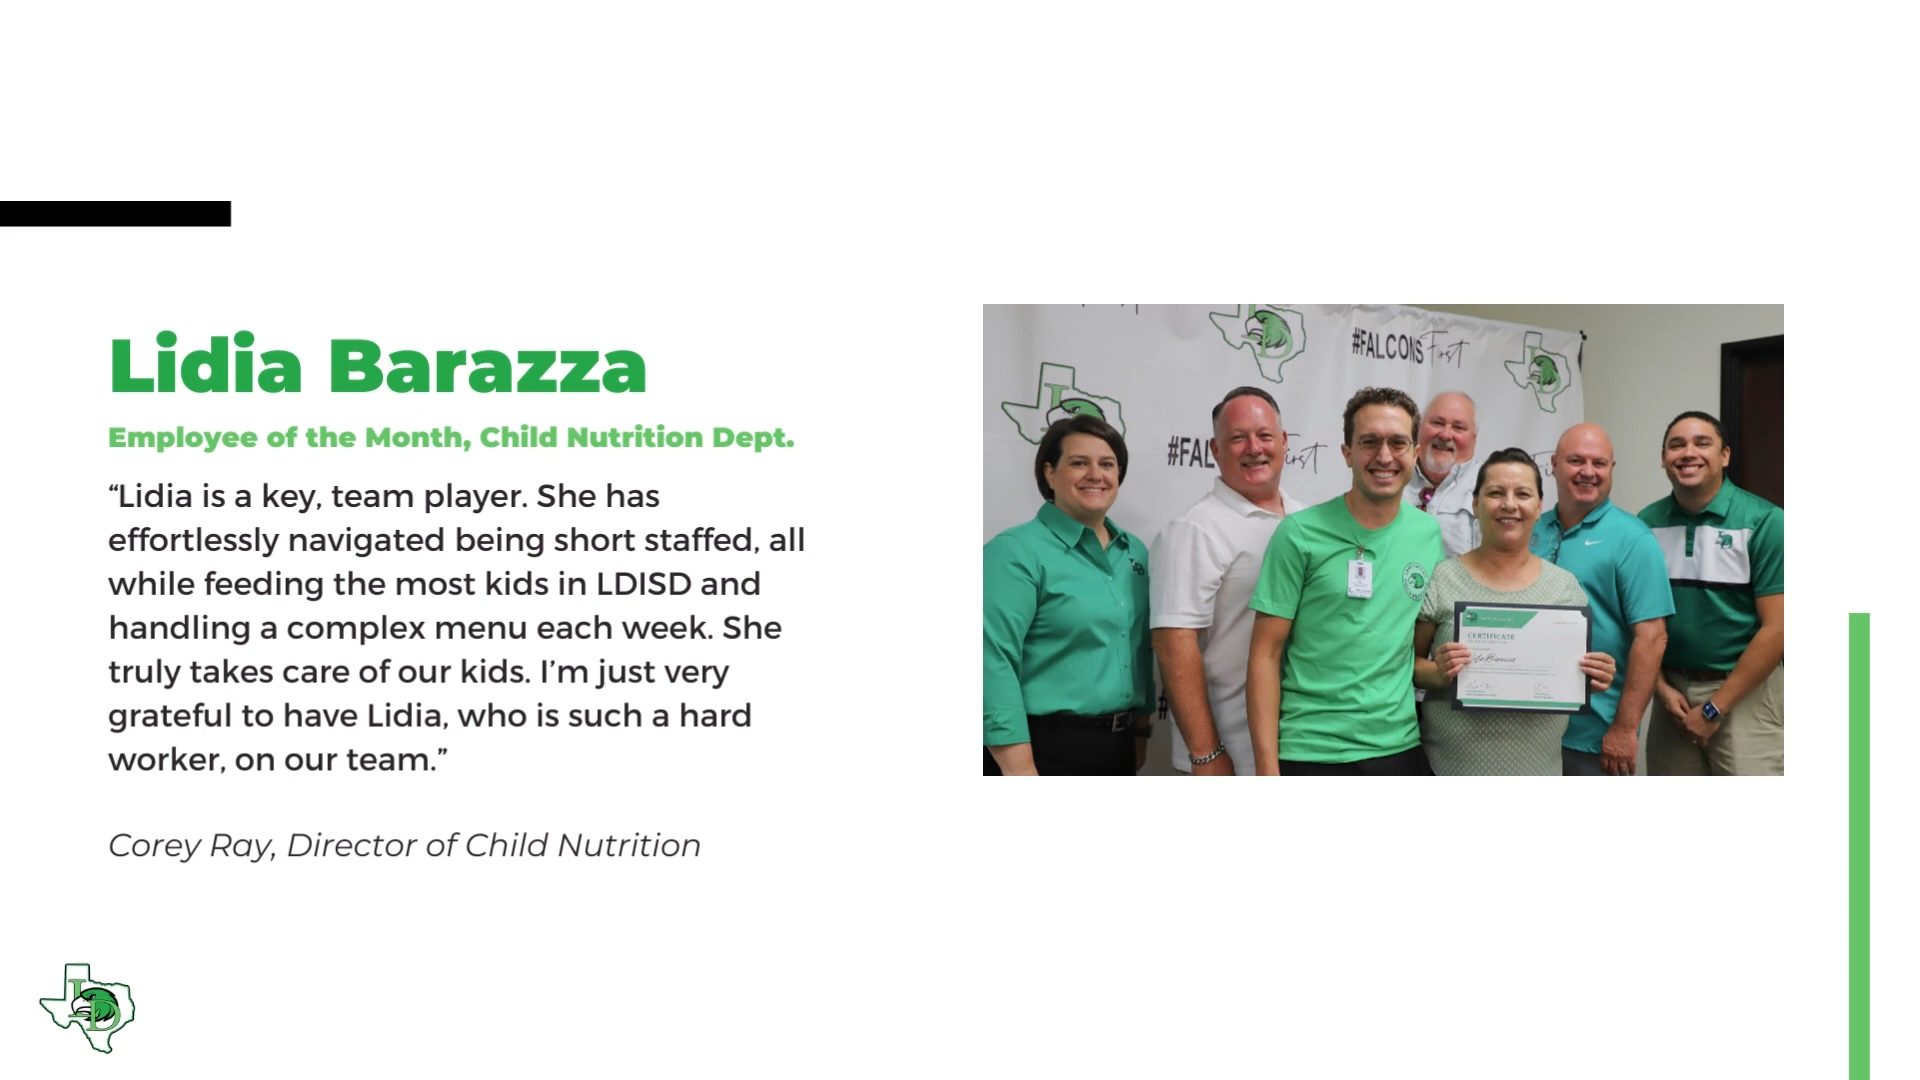 Lidia Barazza
Employee of the Month, Child Nutrition Dept.
“Lidia is a key, team player. She has
effortlessly navigated being short staffed, all
while feeding the most kids in LDISD and
handling a complex menu each week. She
truly takes care of our kids. I’m just very
grateful to have Lidia, who is such a hard
worker, on our team.”
Corey Ray, Director of Child Nutrition
#FALCONS First
#FAL
First
CERTIFICATE
LD